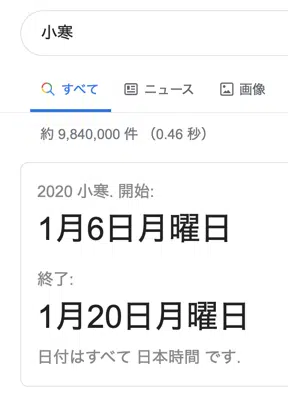 小寒
すべて
ニュース
画像
約 9,840,000 件 （0.46 秒）
2020 小寒. 開始:
1月6日月曜日
終了:
1月20日月曜日
日付はすべて 日本時間 です.